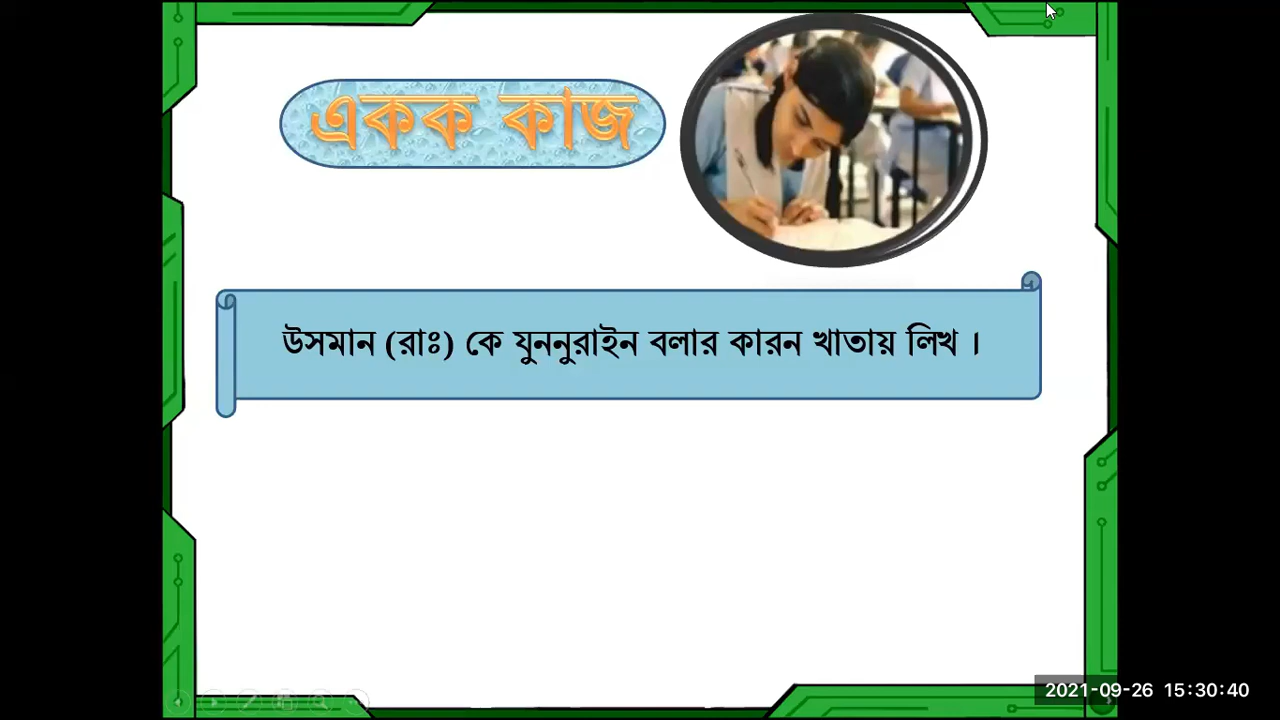 একক কাজ
উসমান (রাঃ) কে যুননুরাইন বলার কারন খাতায় লিখ ।
2021-09-26 15:30:40